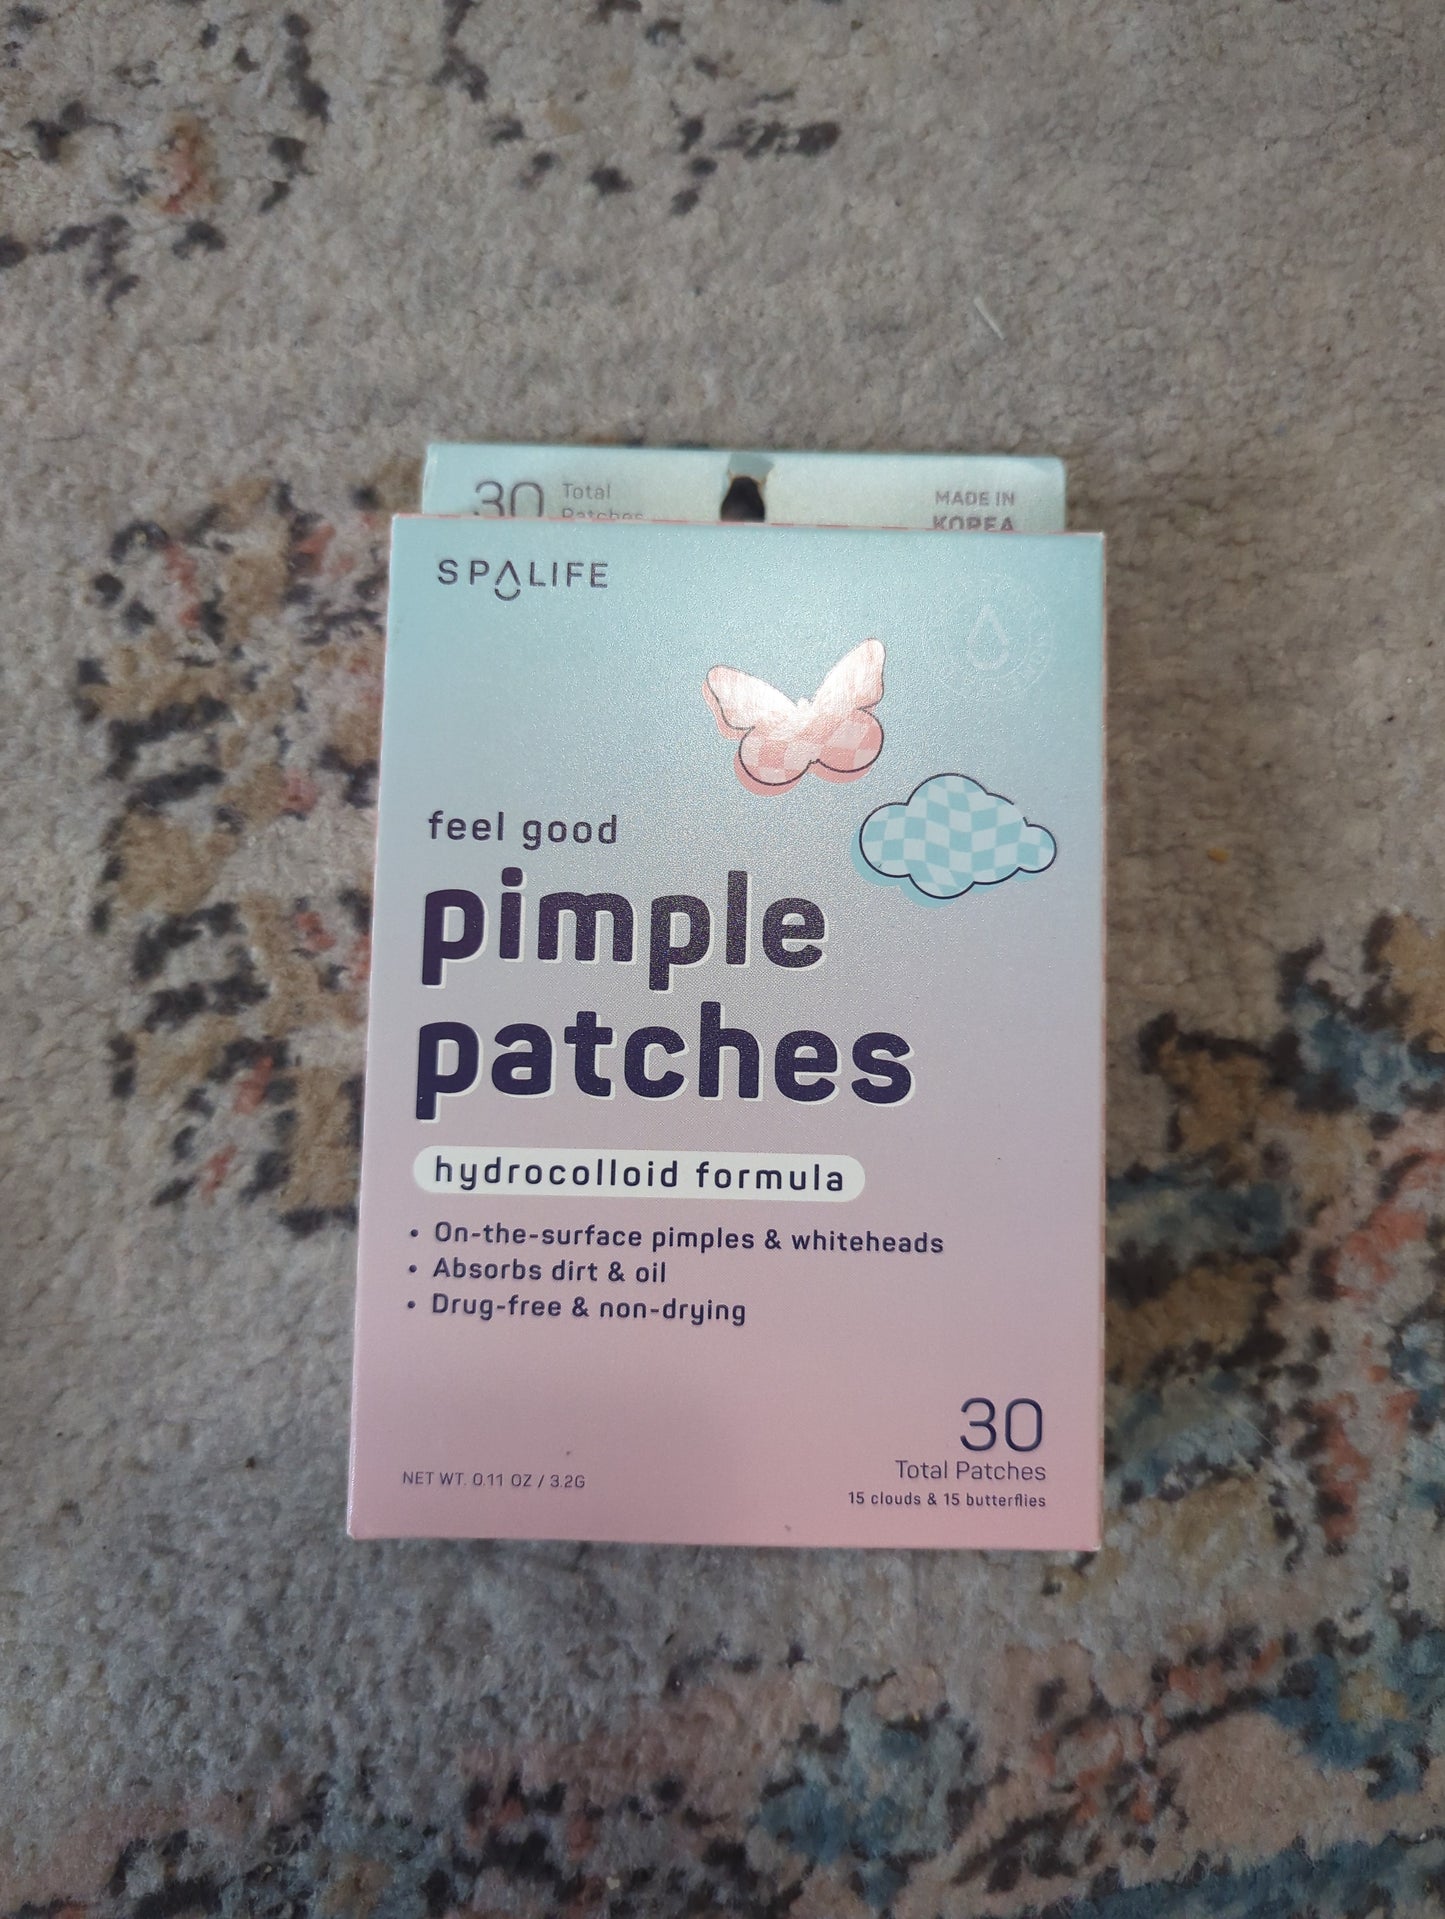 30 Total
Patches
MADE IN
KOREA
SPALIFE
feel good
pimple
patches
hydrocolloid formula
• On-the-surface pimples & whiteheads
• Absorbs dirt & oil
• Drug-free & non-drying
30
Total Patches
15 clouds & 15 butterflies
NET WT. 0.11 OZ / 3.2G